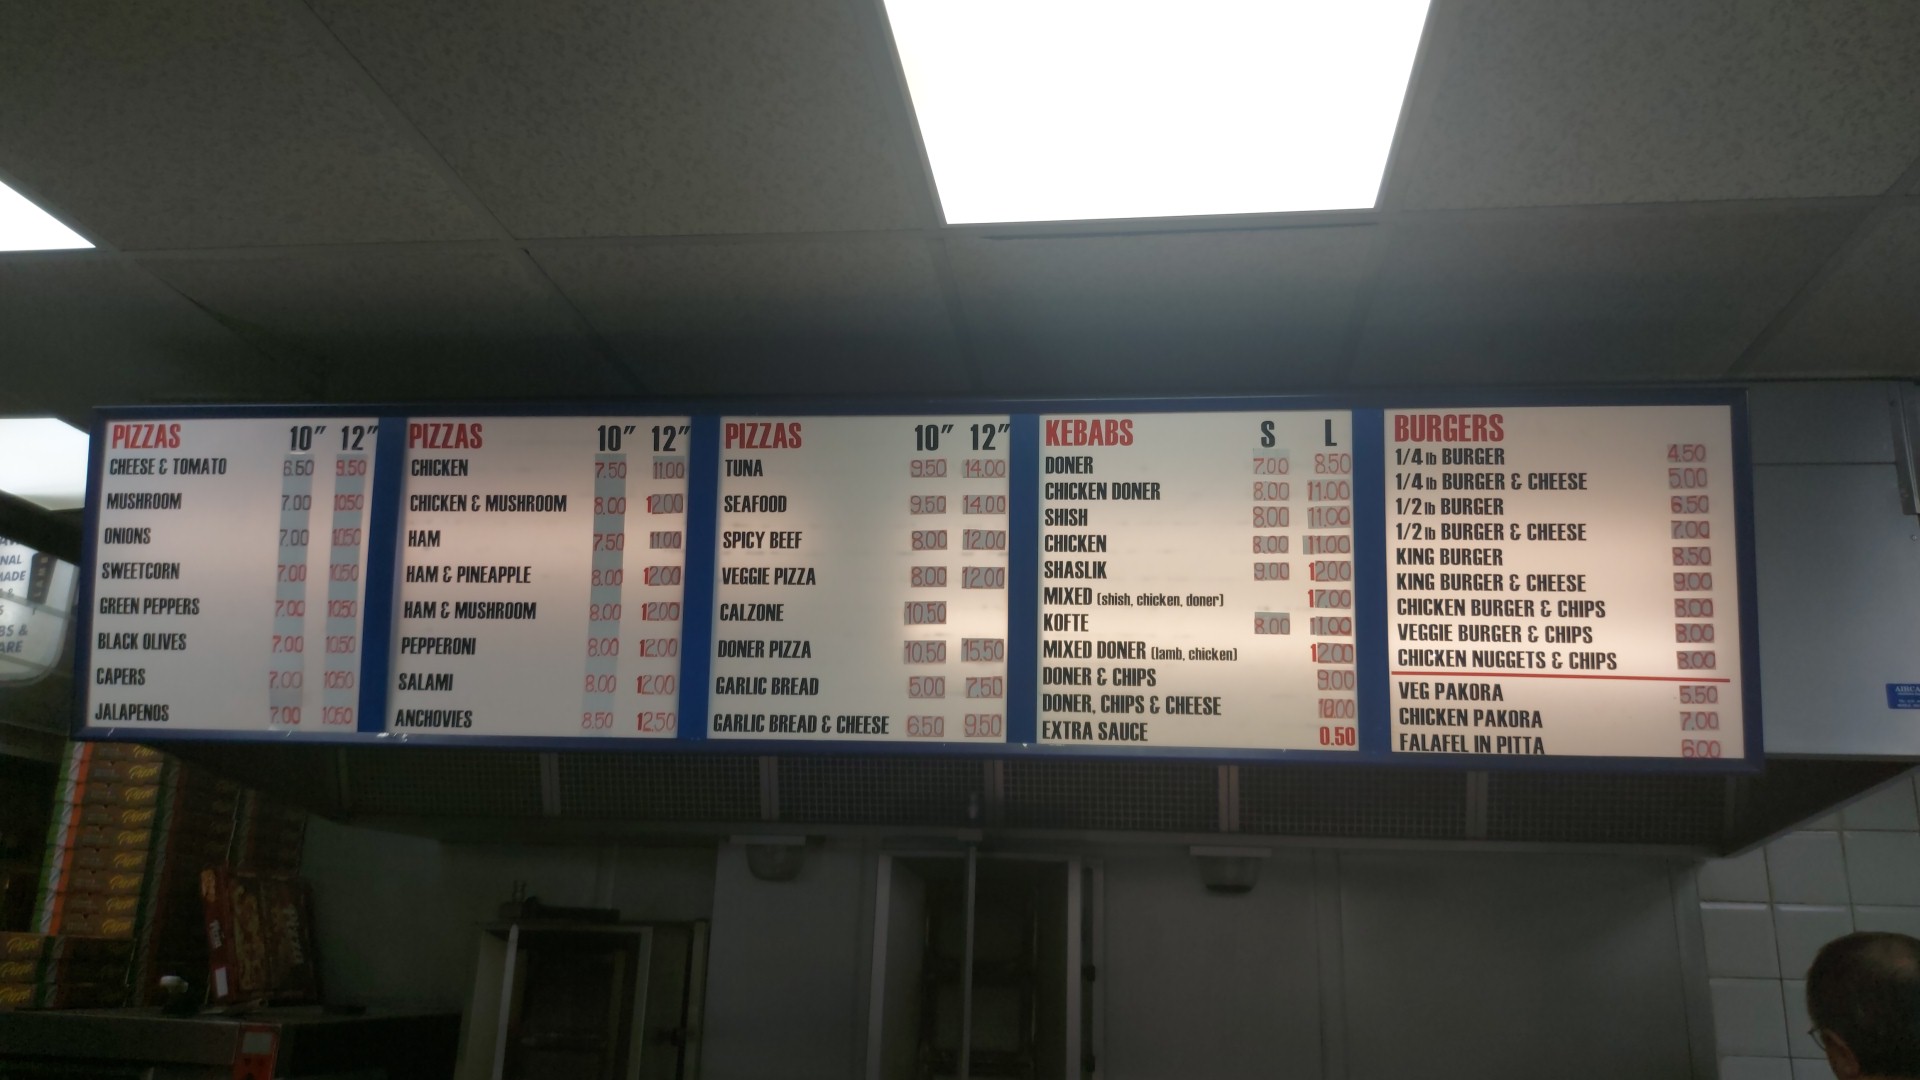 PIZZAS 10" 12"
CHEESE & TOMATO 6.50 9.50
MUSHROOM 7.00 10.50
ONIONS 7.00 10.50
SWEETCORN 7.00 10.50
GREEN PEPPERS 7.00 10.50
BLACK OLIVES 7.00 10.50
CAPERS 7.00 10.50
JALAPENOS 7.00 10.50
PIZZAS 10" 12"
CHICKEN 7.50 11.00
CHICKEN & MUSHROOM 8.00 12.00
HAM 7.50 11.00
HAM & PINEAPPLE 8.00 12.00
HAM & MUSHROOM 8.00 12.00
PEPPERONI 8.00 12.00
SALAMI 8.00 12.00
ANCHOVIES 8.50 12.50
PIZZAS 10" 12"
TUNA 9.50 14.00
SEAFOOD 9.50 14.00
SPICY BEEF 8.00 12.00
VEGGIE PIZZA 8.00 12.00
CALZONE 10.50
DONER PIZZA 10.50 15.50
GARLIC BREAD 5.00 7.50
GARLIC BREAD & CHEESE 6.50 9.50
KEBABS S L
DONER 7.00 8.50
CHICKEN DONER 8.00 11.00
SHISH 8.00 11.00
CHICKEN 8.00 11.00
SHASLIK 9.00 12.00
MIXED (shish, chicken, doner) 17.00
KOFTE 8.00 11.00
MIXED DONER (lamb, chicken) 12.00
DONER & CHIPS 9.00
DONER, CHIPS & CHEESE 10.00
EXTRA SAUCE 0.50
BURGERS
1/4 lb BURGER 4.50
1/4 lb BURGER & CHEESE 5.00
1/2 lb BURGER 6.50
1/2 lb BURGER & CHEESE 7.00
KING BURGER 8.50
KING BURGER & CHEESE 9.00
CHICKEN BURGER & CHIPS 8.00
VEGGIE BURGER & CHIPS 8.00
CHICKEN NUGGETS & CHIPS 8.00
VEG PAKORA 5.50
CHICKEN PAKORA 7.00
FALAFEL IN PITTA 6.00